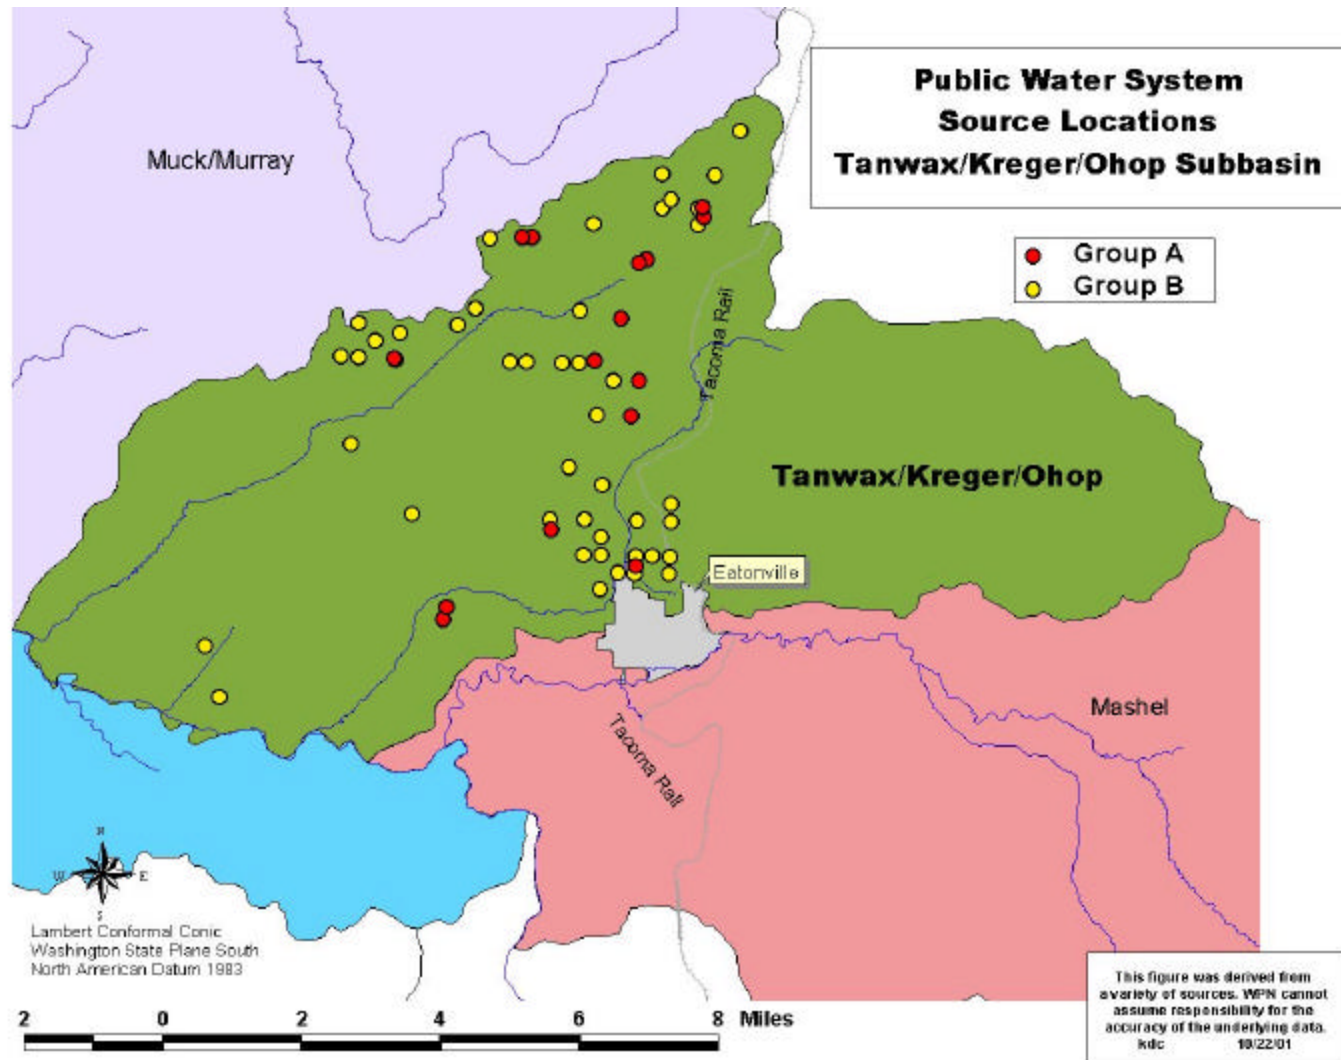 Public Water System
Source Locations
Tanwax/Kreger/Ohop Subbasin
Muck/Murray
Group A
Group B
Tacoma Rail
Tanwax/Kreger/Ohop
Eatonville
Mashel
Tacoma Rail
N
W E
S
Lambert Conformal Conic
Washington State Plane South
North American Datum 1983
This figure was derived from
a variety of sources. WPN cannot
assume responsibility for the
accuracy of the underlying data.
kdc 10/22/01
2 0 2 4 6 8 Miles